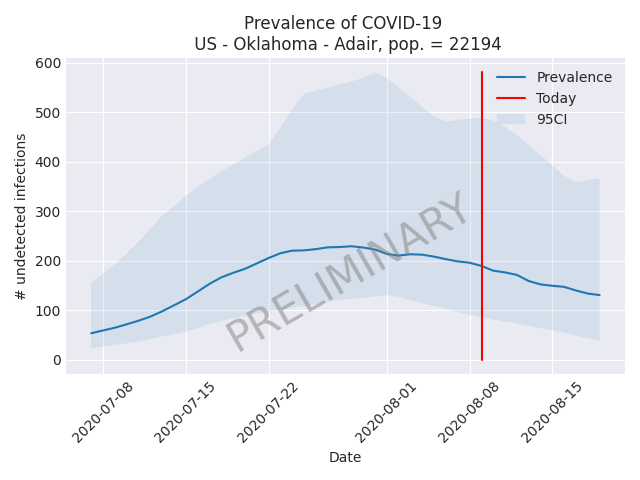 Prevalence of COVID-19
US - Oklahoma - Adair, pop. = 22194
Prevalence
Today
95CI
600
500
400
300
200
100
0
# undetected infections
PRELIMINARY
2020-07-08
2020-07-15
2020-07-22
2020-08-01
2020-08-08
2020-08-15
Date